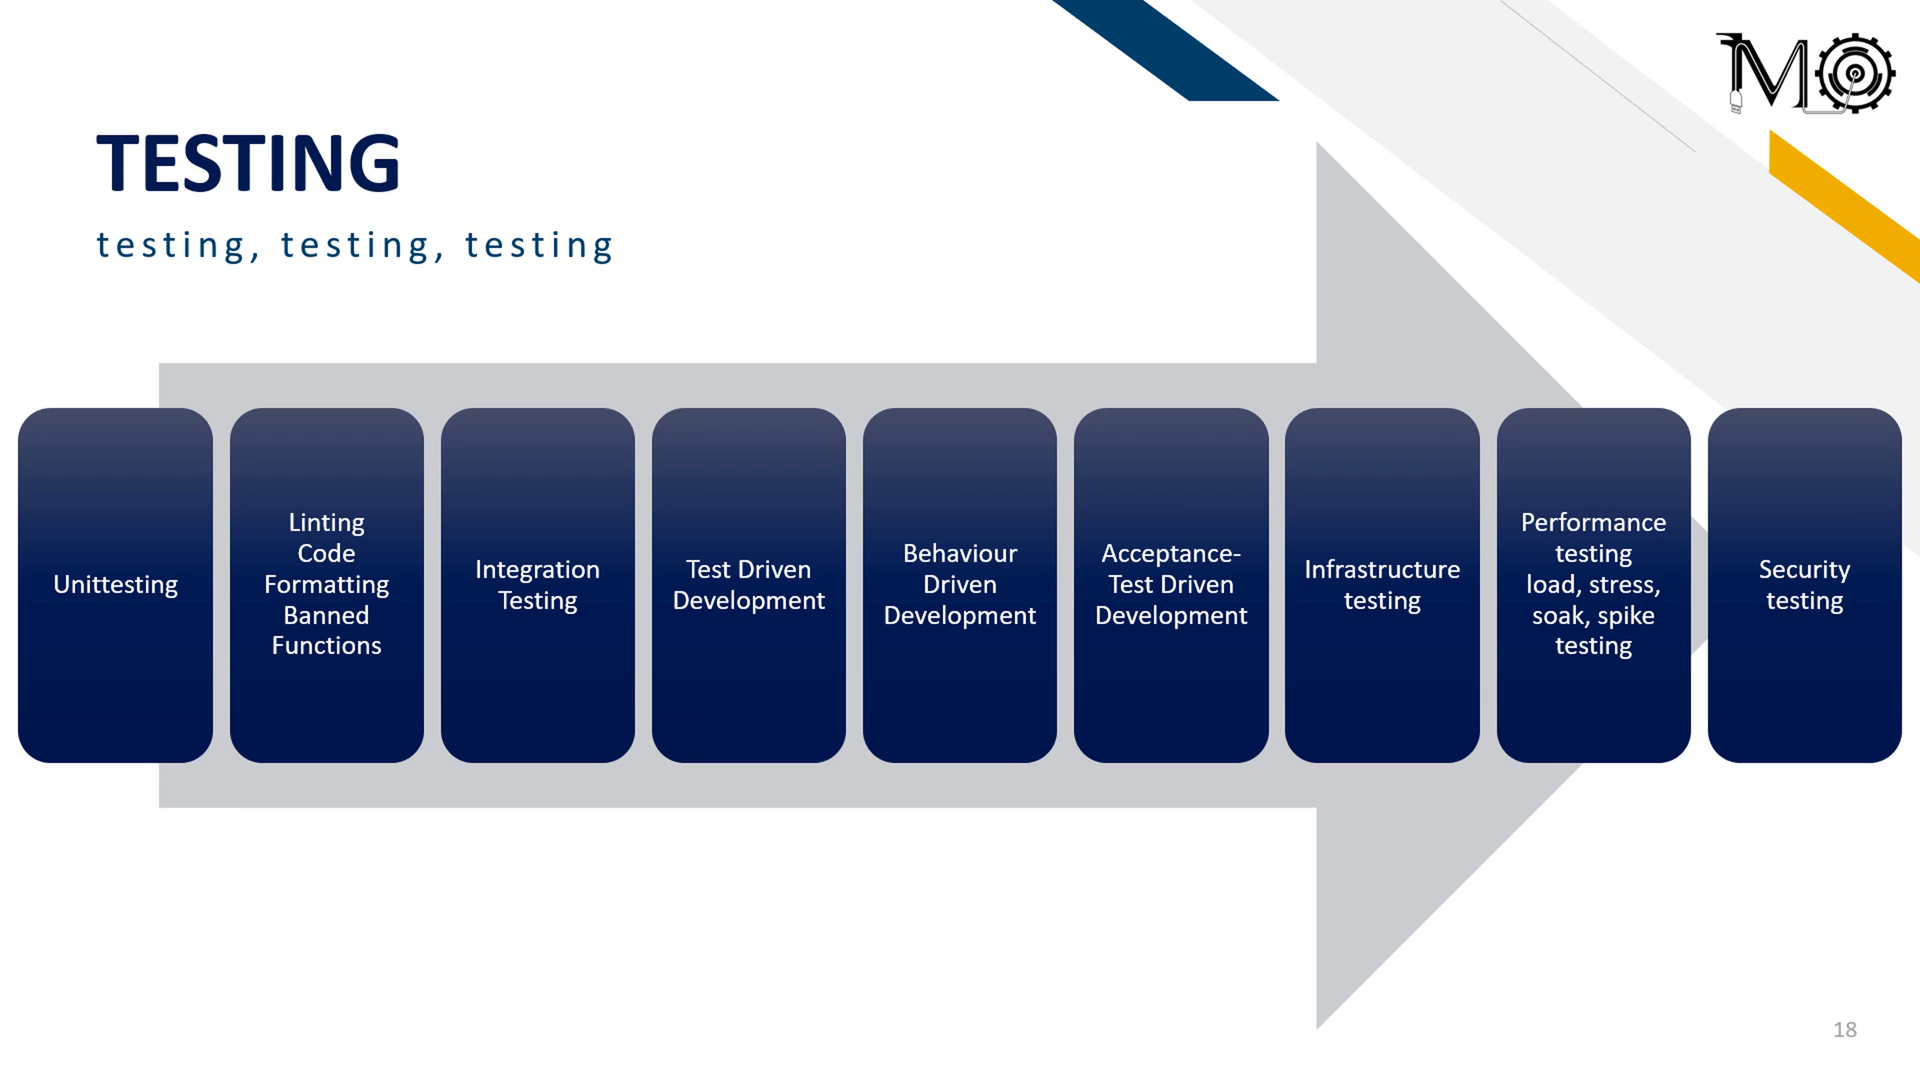 TESTING
testing, testing, testing
Unittesting
Linting
Code
Formatting
Banned
Functions
Integration
Testing
Test Driven
Development
Behaviour
Driven
Development
Acceptance-
Test Driven
Development
Infrastructure
testing
Performance
testing
load, stress,
soak, spike
testing
Security
testing
18